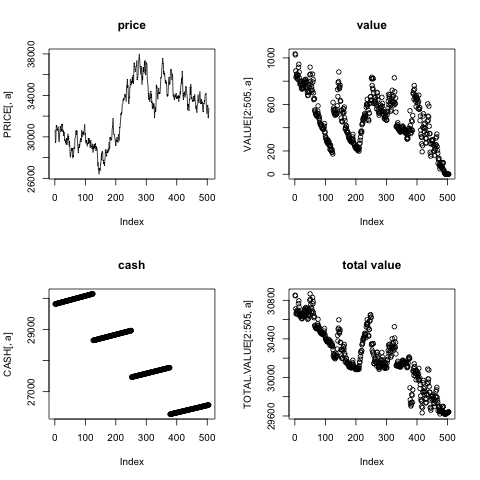 price
PRICE[, a]
38000
34000
30000
26000
0 100 200 300 400 500
Index
value
VALUE[2:505, a]
1000
600
200
0
0 100 200 300 400 500
Index
cash
CASH[, a]
29000
27000
0 100 200 300 400 500
Index
total value
TOTAL.VALUE[2:505, a]
30800
30400
30000
29600
0 100 200 300 400 500
Index